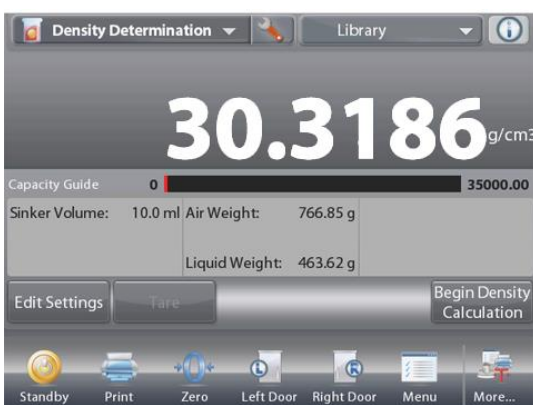 Density Determination
Library
30.3186 g/cm3
Capacity Guide 0 35000.00
Sinker Volume: 10.0 ml Air Weight: 766.85 g
Liquid Weight: 463.62 g
Edit Settings Tare Begin Density
Calculation
Standby Print Zero Left Door Right Door Menu More...